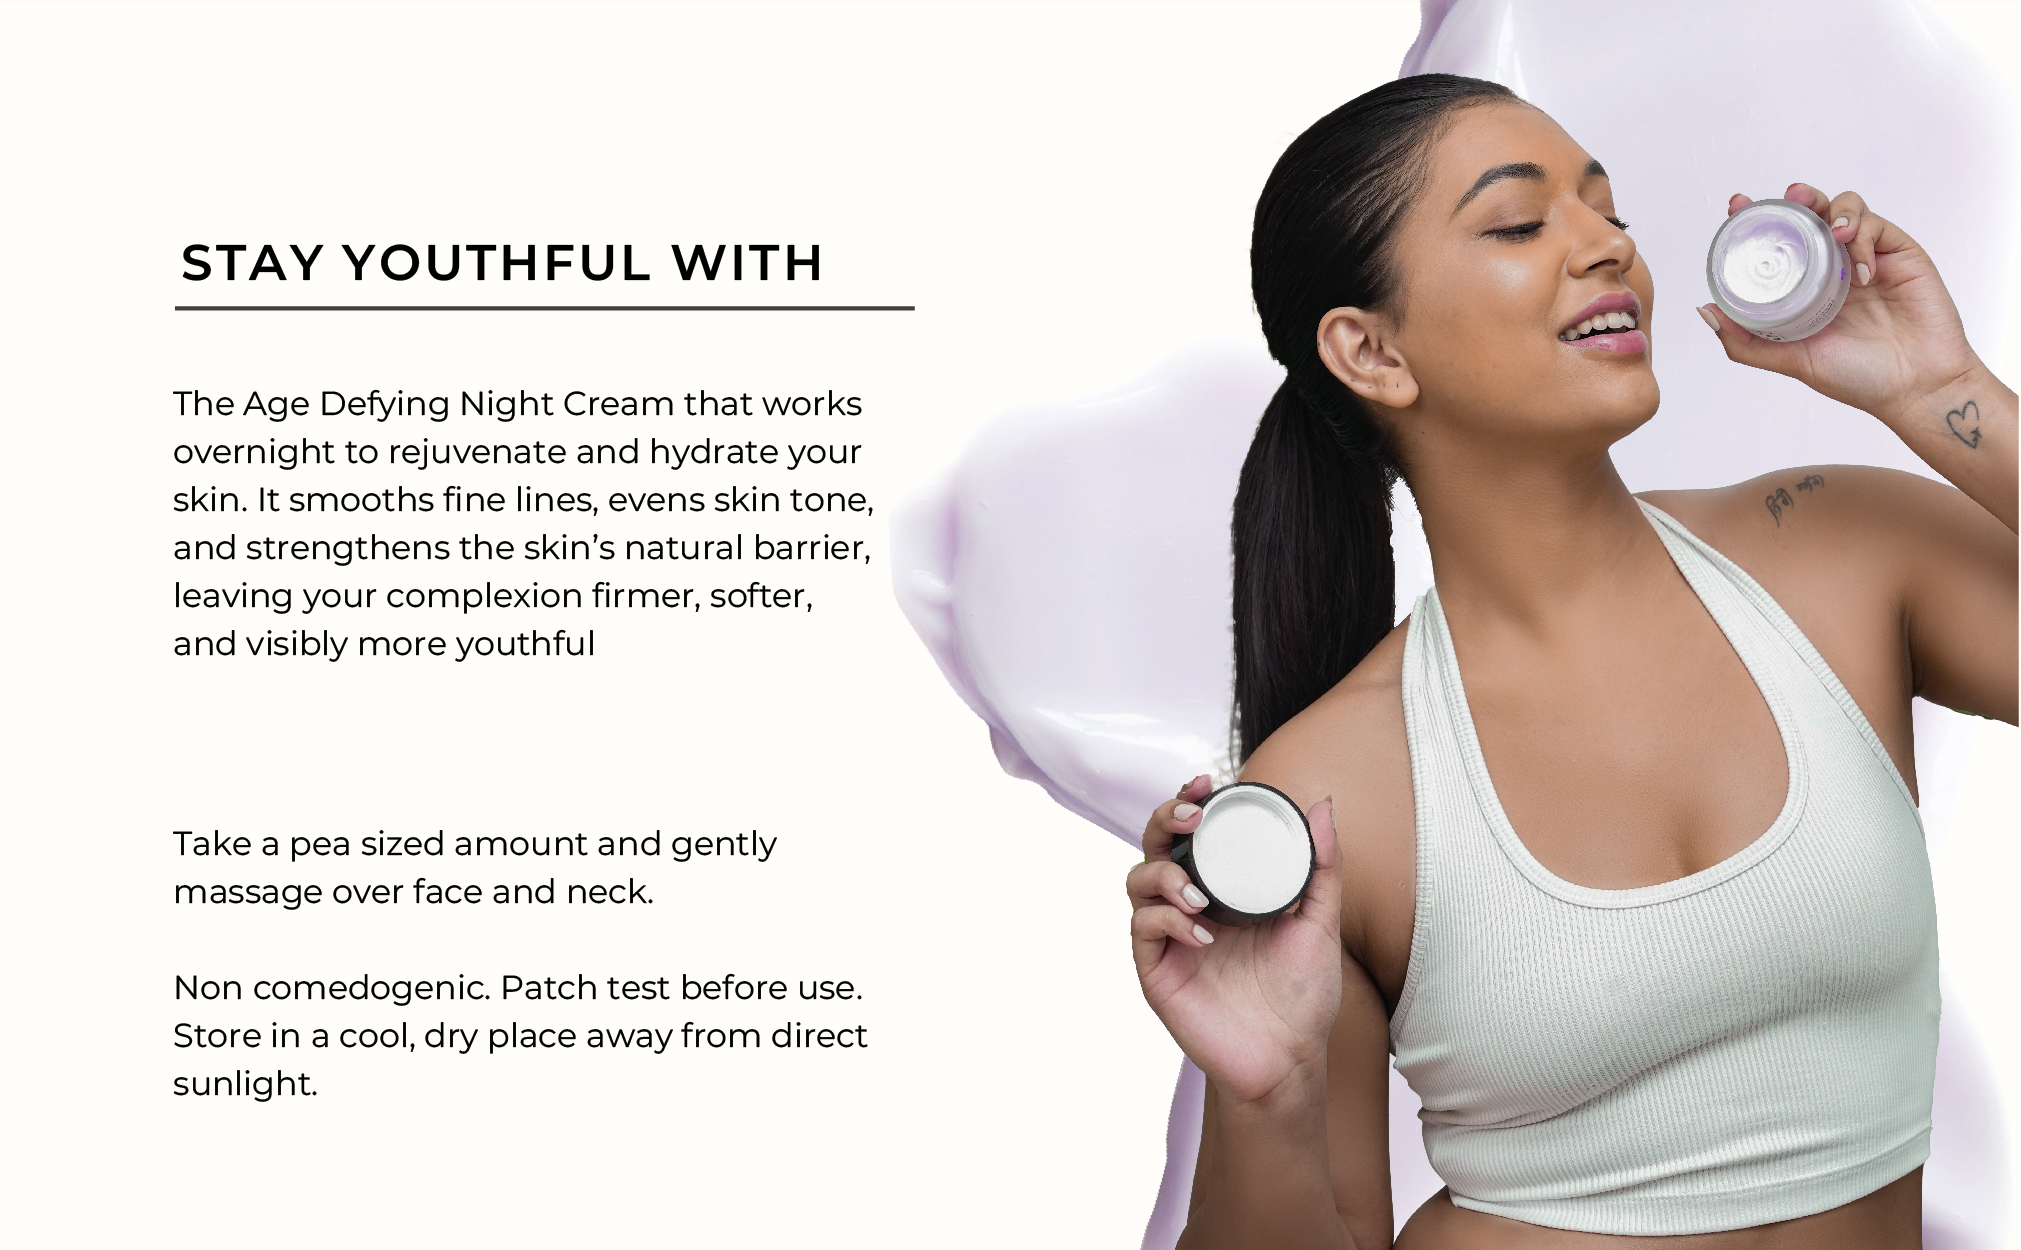 STAY YOUTHFUL WITH
The Age Defying Night Cream that works
overnight to rejuvenate and hydrate your
skin. It smooths fine lines, evens skin tone,
and strengthens the skin’s natural barrier,
leaving your complexion firmer, softer,
and visibly more youthful
Take a pea sized amount and gently
massage over face and neck.
Non comedogenic. Patch test before use.
Store in a cool, dry place away from direct
sunlight.